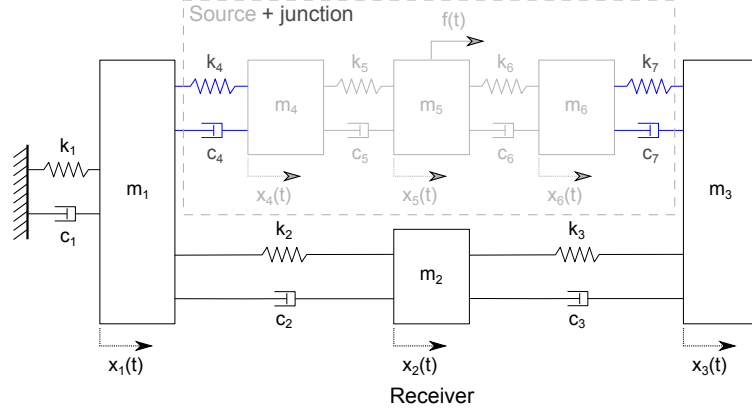 Source + junction
f(t)
k4 k5 k6 k7
m4 m5 m6
k1
c4 c5 c6 c7
m1 m3
x4(t) x5(t) x6(t)
c1
k2 k3
m2
c2 c3
x1(t) x2(t) x3(t)
Receiver